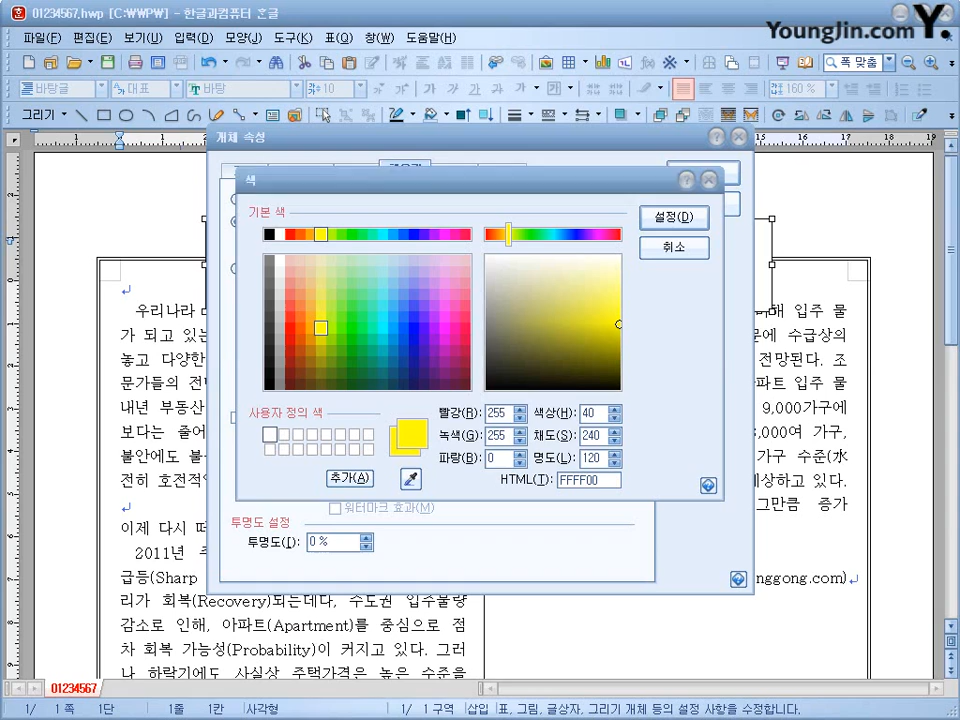 01234567.hwp [C:₩WPW] - 한글과컴퓨터 흔글
YoungJin.com Y.
파일(F) 편집(E) 보기(U) 입력(D) 모양(J) 도구(K) 표(Q) 창(W) 도움말(H)
폭 맞춤
바탕글 대표 바탕 10 160 %
그리기
개체 속성
색
기본 색
설정(D)
취소
사용자 정의 색
추가(A)
빨강(R): 255 색상(H): 40
녹색(G): 255 채도(S): 240
파랑(B): 0 명도(L): 120
HTML(T): FFFF00
워터마크 효과(M)
투명도 설정
투명도(I): 0 %
우리나라
가 되고 있는
놓고 다양한
문가들의 전
내년 부동산
보다는 줄어
불안에도 불
전히 호전적
이제 다시
2011년
급등(Sharp
리가 회복(Recovery)되는데다, 수도권 입주물량
감소로 인해, 아파트(Apartment)를 중심으로 점
차 회복 가능성(Probability)이 커지고 있다. 그러
나 하락기에도 사실상 주택가격은 높은 수준을
해 입주 물
문에 수급상의
전망된다. 조
파트 입주 물
9,000가구에
,000여 가구,
가구 수준(水
예상하고 있다.
그만큼 증가
nggong.com)
01234567
1/ 1 쪽 1단 1줄 1칸 사각형 1/ 1 구역 삽입 표, 그림, 글상자, 그리기 개체 등의 설정 사항을 수정합니다.